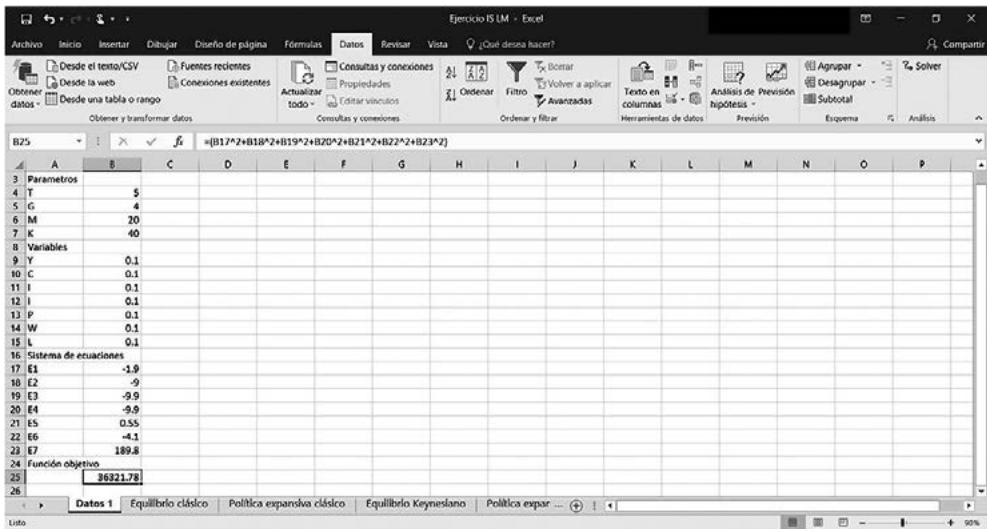 Ejercicio IS LM - Excel
Archivo Inicio Insertar Dibujar Diseño de página Fórmulas Datos Revisar Vista ¿Qué desea hacer? Compartir
Obtener datos
Desde el texto/CSV
Desde la web
Desde una tabla o rango
Fuentes recientes
Conexiones existentes
Obtener y transformar datos
Actualizar todo
Consultas y conexiones
Propiedades
Editar vínculos
Consultas y conexiones
Ordenar
Filtro
Borrar
Volver a aplicar
Avanzadas
Ordenar y filtrar
Texto en columnas
Herramientas de datos
Análisis de hipótesis
Previsión
Previsión
Agrupar
Desagrupar
Subtotal
Esquema
Solver
Análisis
B25 fx =(B17^2+B18^2+B19^2+B20^2+B21^2+B22^2+B23^2)
A B C D E F G H I J K L M N O P
3 Parametros
4 T 5
5 G 4
6 M 20
7 K 40
8 Variables
9 Y 0.1
10 C 0.1
11 I 0.1
12 I 0.1
13 P 0.1
14 W 0.1
15 L 0.1
16 Sistema de ecuaciones
17 E1 -1.9
18 E2 -9
19 E3 -9.9
20 E4 -9.9
21 E5 0.55
22 E6 -4.1
23 E7 189.8
24 Función objetivo
25 36321.78
26
Datos 1 Equilibrio clásico Política expansiva clásico Equilibrio Keynesiano Política expar ...
Listo 90%